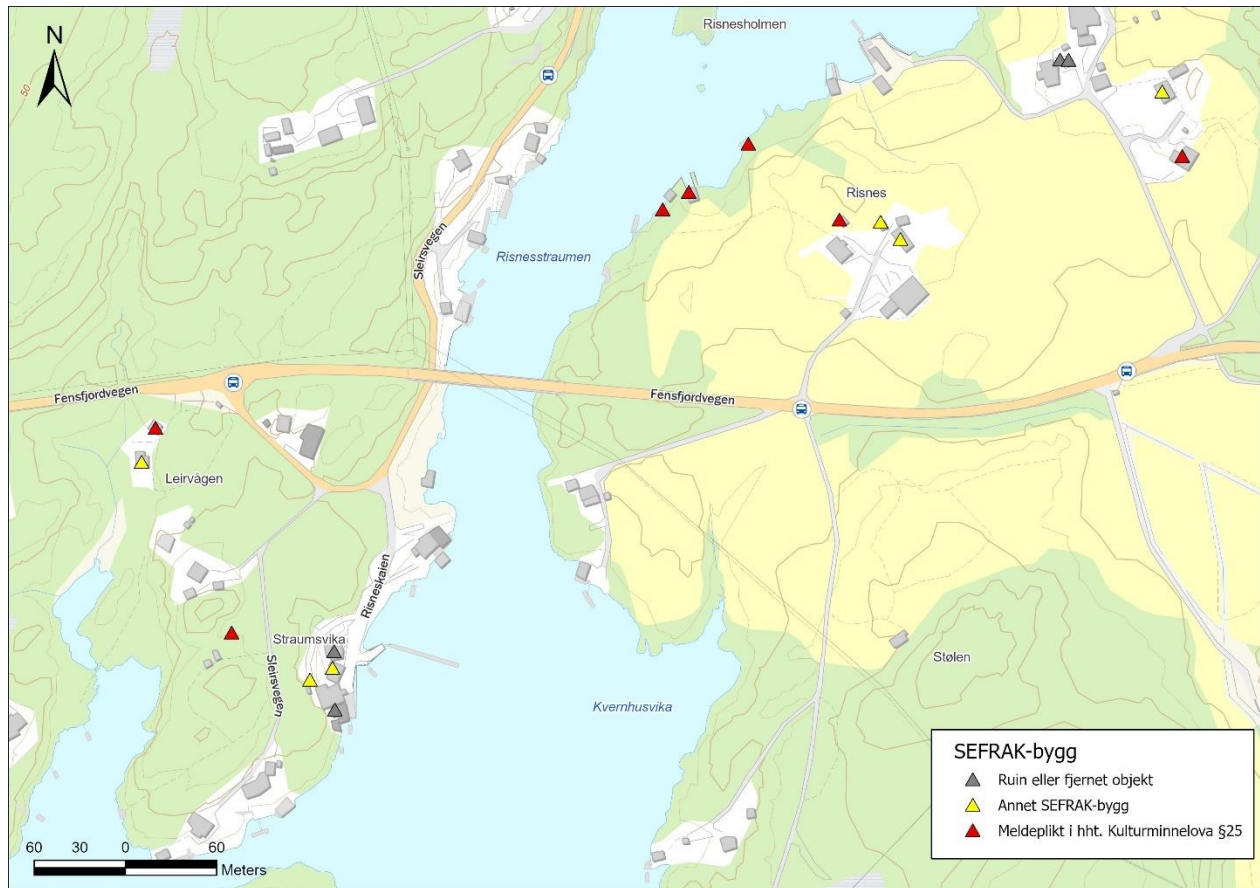 Risnesholmen
N
50
Risnes
Sleirsvegen
Risnesstraumen
Fensfjordvegen
Fensfjordvegen
Leirvågen
Risneskaien
Straumsvika
Sleirsvegen
Stølen
Kvernhusvika
SEFRAK-bygg
Ruin eller fjernet objekt
Annet SEFRAK-bygg
Meldeplikt i hht. Kulturminnelova §25
60 30 0 60
Meters